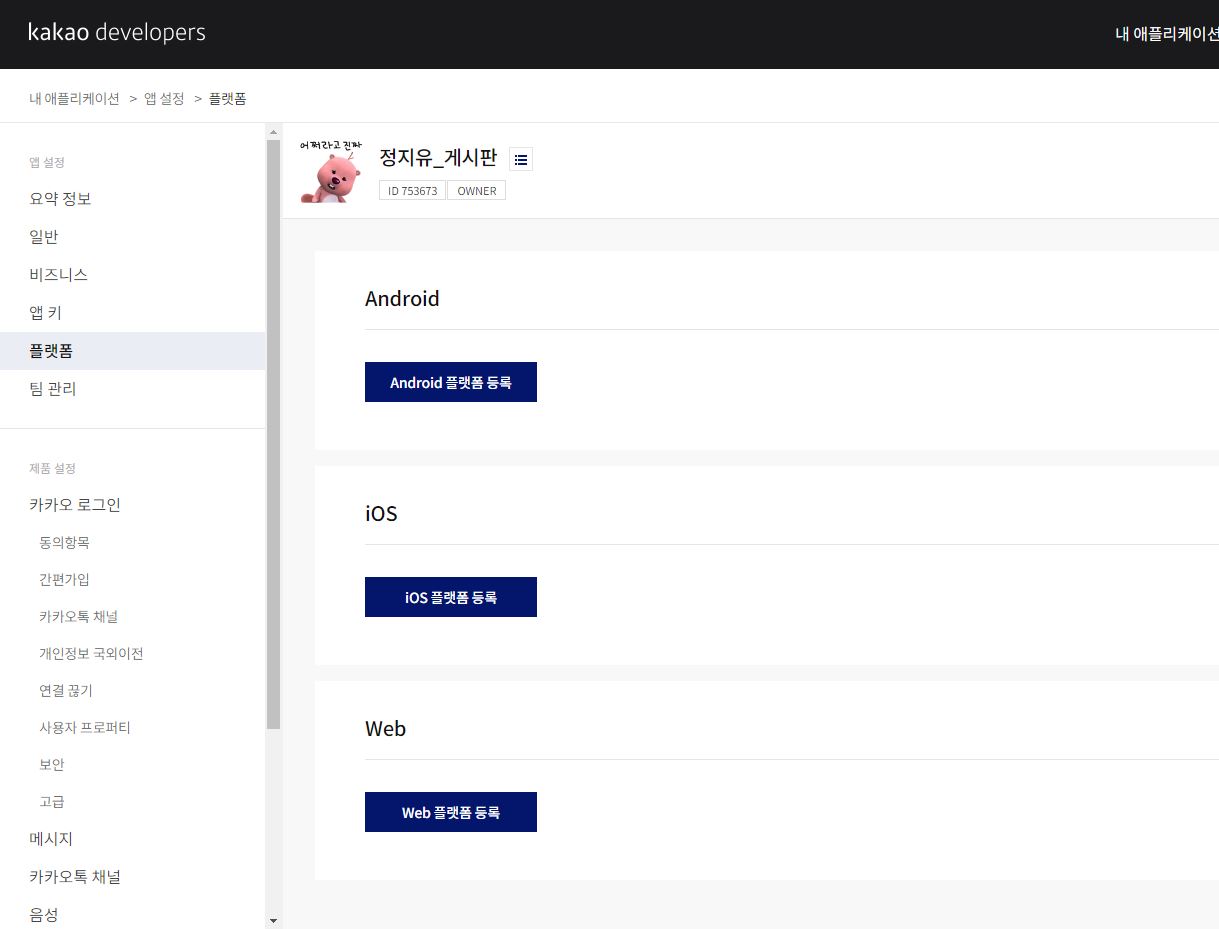 kakao developers
내 애플리케이션
내 애플리케이션 > 앱 설정 > 플랫폼
앱 설정
요약 정보
일반
비즈니스
앱 키
플랫폼
팀 관리
제품 설정
카카오 로그인
동의항목
간편가입
카카오톡 채널
개인정보 국외이전
연결 끊기
사용자 프로퍼티
보안
고급
메시지
카카오톡 채널
음성
어쩌라고 진짜
정지유_게시판
ID 753673 OWNER
Android
Android 플랫폼 등록
iOS
iOS 플랫폼 등록
Web
Web 플랫폼 등록